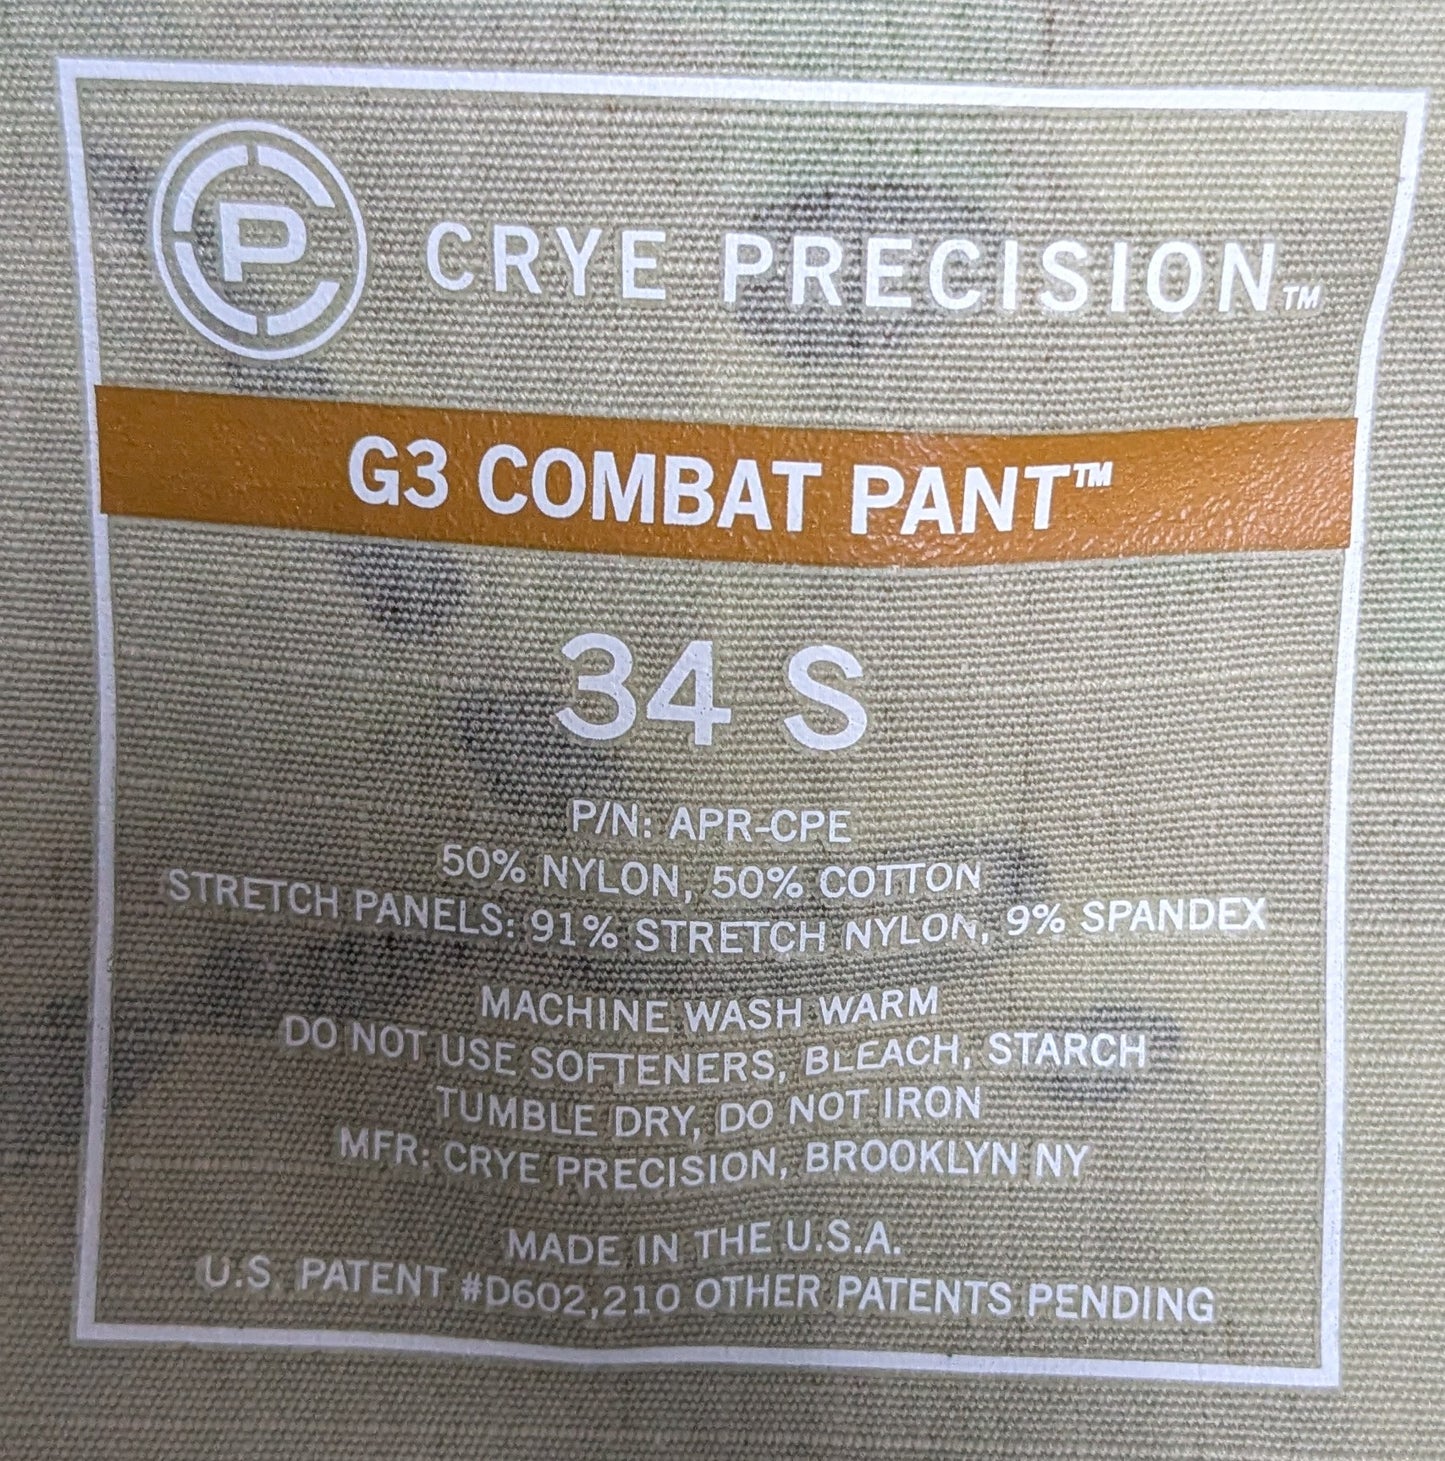 CP CRYE PRECISION™
G3 COMBAT PANT™
34 S
P/N: APR-CPE
50% NYLON, 50% COTTON
STRETCH PANELS: 91% STRETCH NYLON, 9% SPANDEX
MACHINE WASH WARM
DO NOT USE SOFTENERS, BLEACH, STARCH
TUMBLE DRY, DO NOT IRON
MFR: CRYE PRECISION, BROOKLYN NY
MADE IN THE U.S.A.
U.S. PATENT #D602,210 OTHER PATENTS PENDING